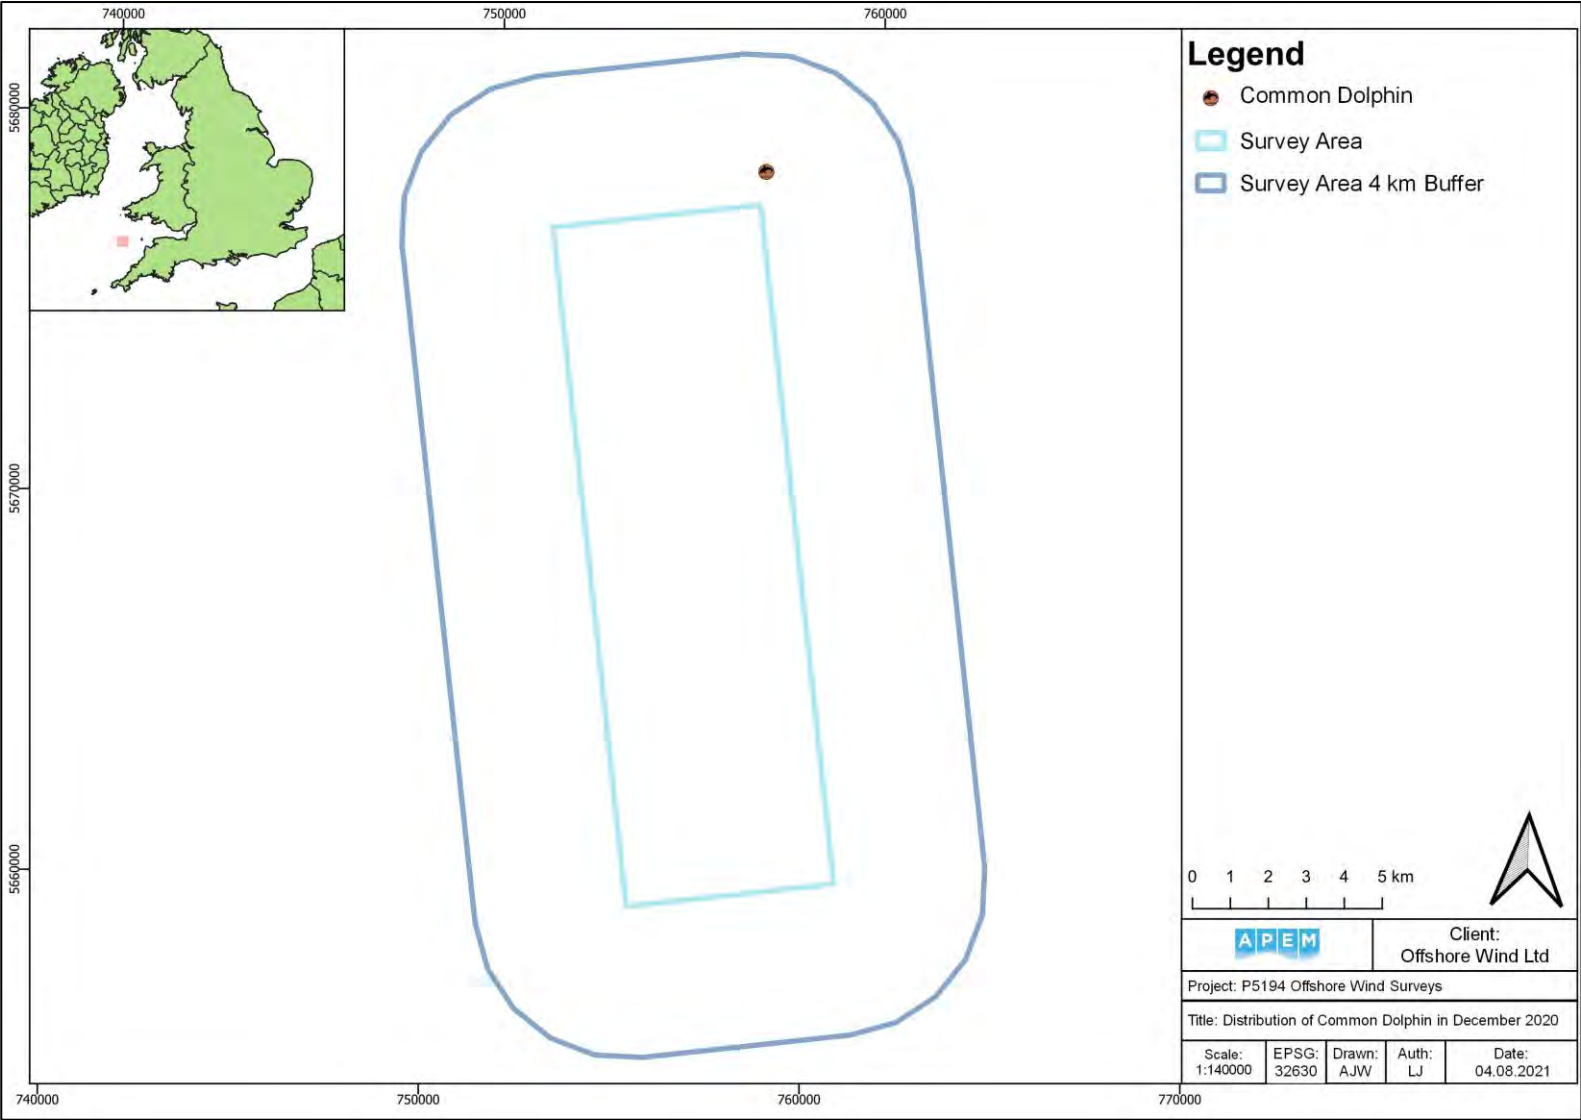 740000
750000
760000
5680000
5670000
5660000
740000
750000
760000
770000
Legend
Common Dolphin
Survey Area
Survey Area 4 km Buffer
0 1 2 3 4 5 km
APEM
Client:
Offshore Wind Ltd
Project: P5194 Offshore Wind Surveys
Title: Distribution of Common Dolphin in December 2020
Scale:
1:140000
EPSG:
32630
Drawn:
AJW
Auth:
LJ
Date:
04.08.2021